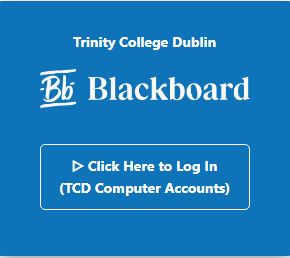 Trinity College Dublin
Bb Blackboard
▷ Click Here to Log In
(TCD Computer Accounts)